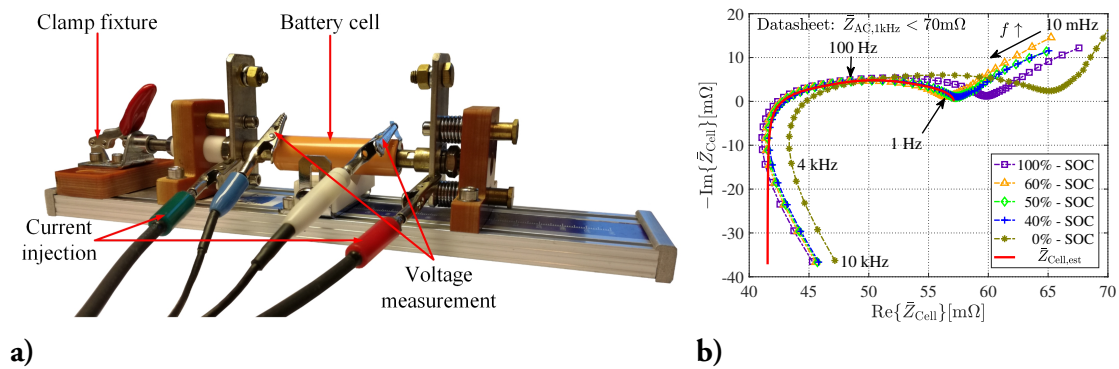 Clamp fixture
Battery cell
Current
injection
Voltage
measurement
a)
Datasheet: Z̄AC,1kHz < 70mΩ
f ↑
10 mHz
100 Hz
1 Hz
4 kHz
10 kHz
100% - SOC
60% - SOC
50% - SOC
40% - SOC
0% - SOC
Z̄Cell,est
20
10
0
-10
-20
-30
-40
−Im{Z̄Cell}[mΩ]
40 45 50 55 60 65 70
Re{Z̄Cell}[mΩ]
b)